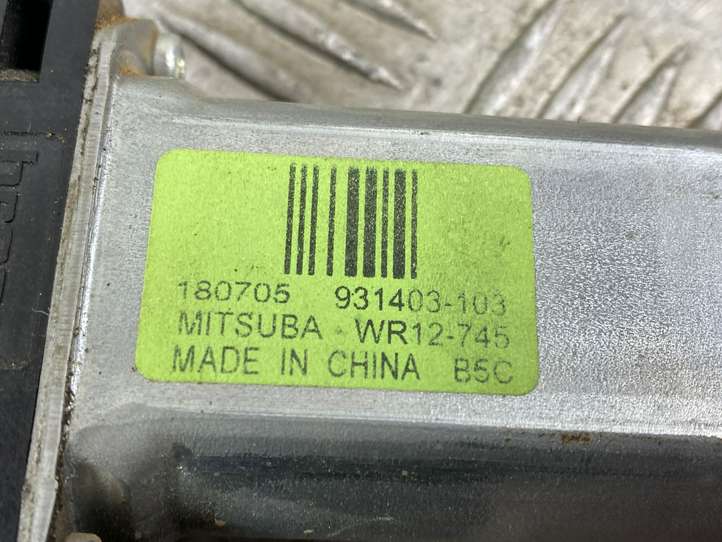 180705 931403-103
MITSUBA WR12-745
MADE IN CHINA B5C